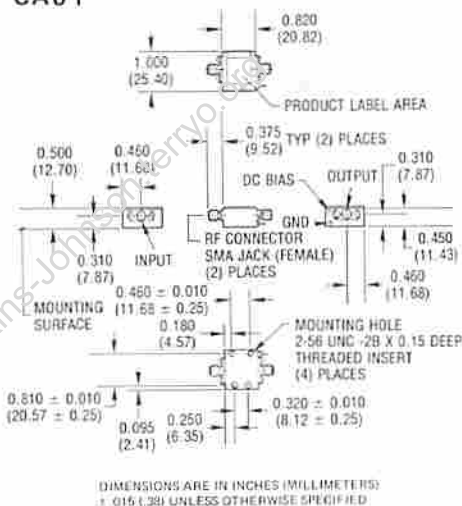 CA64
0.820
(20.82)
1.000
(25.40)
PRODUCT LABEL AREA
0.375
(9.52)
TYP (2) PLACES
0.500
(12.70)
0.460
(11.68)
DC BIAS
OUTPUT
0.310
(7.87)
GND
0.310
(7.87)
INPUT
RF CONNECTOR
SMA JACK (FEMALE)
(2) PLACES
0.450
(11.43)
0.460
(11.68)
MOUNTING
SURFACE
0.460 ± 0.010
(11.68 ± 0.25)
0.180
(4.57)
MOUNTING HOLE
2-56 UNC -2B X 0.15 DEEP
THREADED INSERT
(4) PLACES
0.810 ± 0.010
(20.57 ± 0.25)
0.095
(2.41)
0.250
(6.35)
0.320 ± 0.010
(8.12 ± 0.25)
DIMENSIONS ARE IN INCHES (MILLIMETERS)
± .015 (.38) UNLESS OTHERWISE SPECIFIED